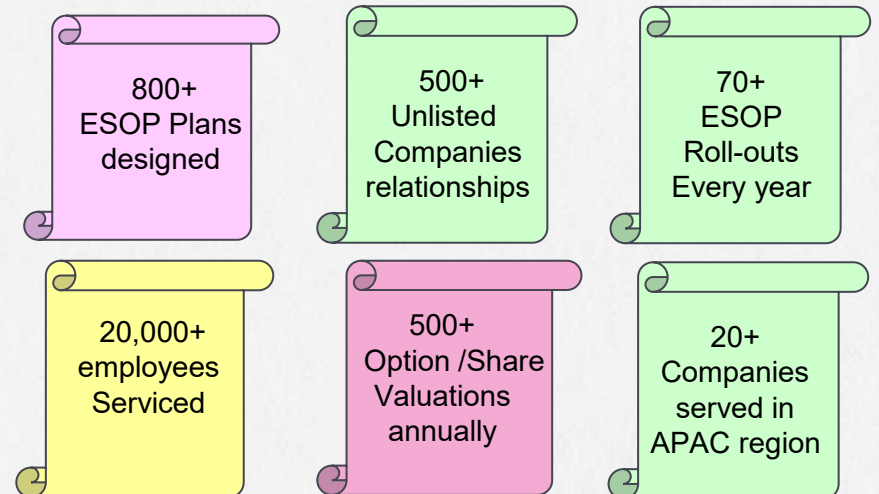 800+
ESOP Plans
designed
500+
Unlisted
Companies
relationships
70+
ESOP
Roll-outs
Every year
20,000+
employees
Serviced
500+
Option /Share
Valuations
annually
20+
Companies
served in
APAC region